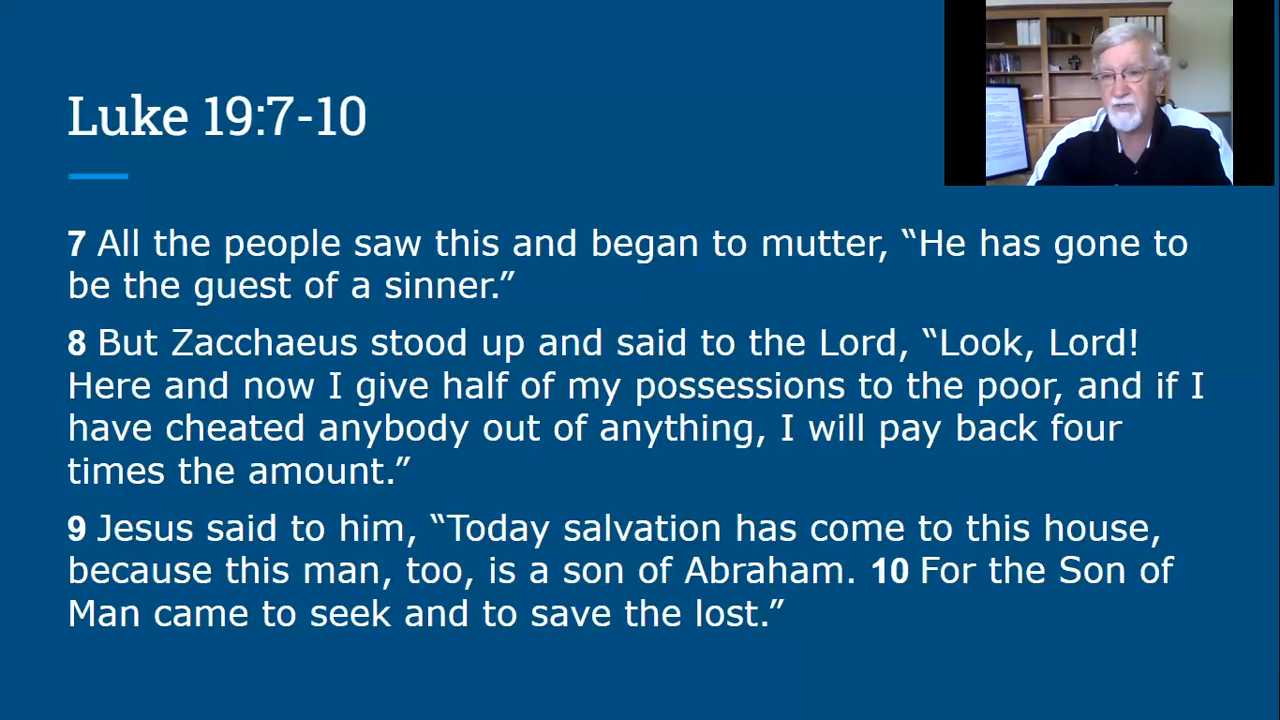 Luke 19:7-10
7 All the people saw this and began to mutter, “He has gone to
be the guest of a sinner.”
8 But Zacchaeus stood up and said to the Lord, “Look, Lord!
Here and now I give half of my possessions to the poor, and if I
have cheated anybody out of anything, I will pay back four
times the amount.”
9 Jesus said to him, “Today salvation has come to this house,
because this man, too, is a son of Abraham. 10 For the Son of
Man came to seek and to save the lost.”